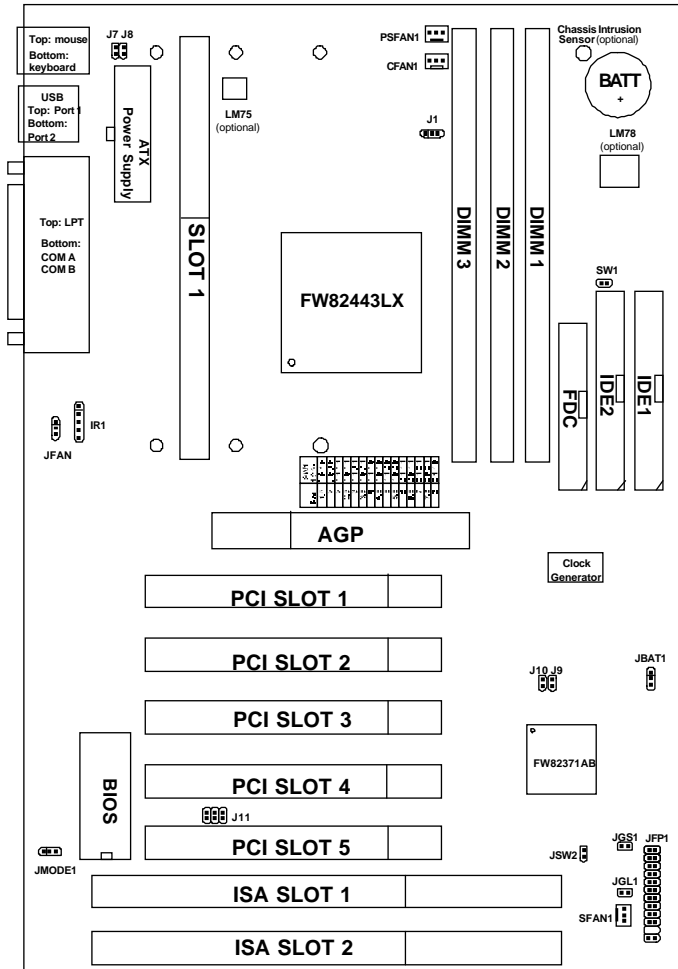 Top: mouse
Bottom:
keyboard
J7 J8
PSFAN1
CFAN1
Chassis Intrusion
Sensor (optional)
BATT
+
USB
Top: Port 1
Bottom:
Port 2
ATX
Power Supply
LM75
(optional)
J1
LM78
(optional)
Top: LPT
Bottom:
COM A
COM B
SLOT 1
FW82443LX
DIMM 3
DIMM 2
DIMM 1
SW1
FDC
IDE2
IDE1
IR1
JFAN
AGP
Clock
Generator
PCI SLOT 1
PCI SLOT 2
J10 J9
JBAT1
PCI SLOT 3
FW82371AB
BIOS
PCI SLOT 4
J11
PCI SLOT 5
JMODE1
JSW2
JGS1
JFP1
JGL1
SFAN1
ISA SLOT 1
ISA SLOT 2